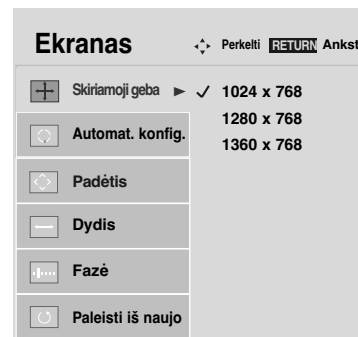 Ekranas Perkelti RETURN Ankst
Skiriamoji geba ► ✓ 1024 x 768
1280 x 768
1360 x 768
Automat. konfig.
Padėtis
Dydis
Fazė
Paleisti iš naujo